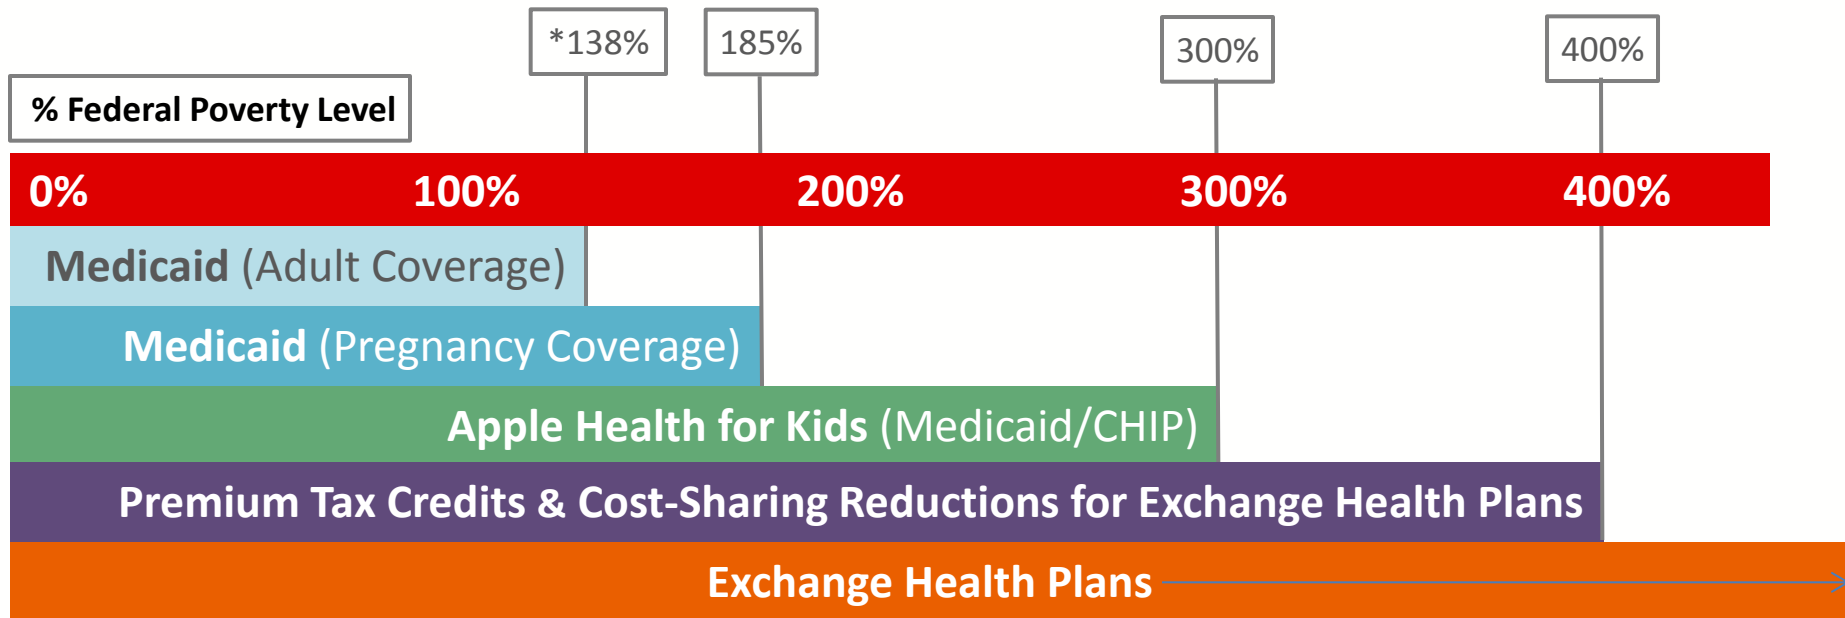 *138%
185%
300%
400%
% Federal Poverty Level
0% 100% 200% 300% 400%
Medicaid (Adult Coverage)
Medicaid (Pregnancy Coverage)
Apple Health for Kids (Medicaid/CHIP)
Premium Tax Credits & Cost-Sharing Reductions for Exchange Health Plans
Exchange Health Plans